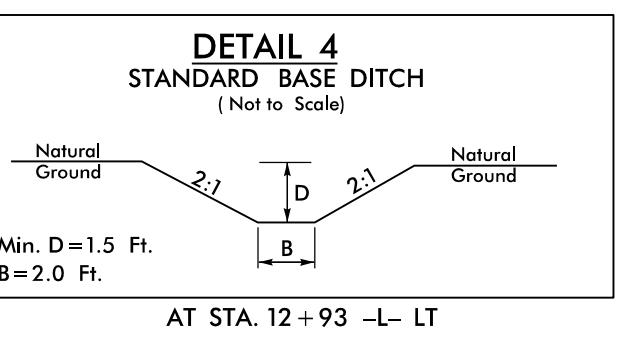 DETAIL 4
STANDARD BASE DITCH
( Not to Scale)
Natural
Ground
2:1
D
2:1
Natural
Ground
B
Min. D=1.5 Ft.
B=2.0 Ft.
AT STA. 12+93 -L- LT